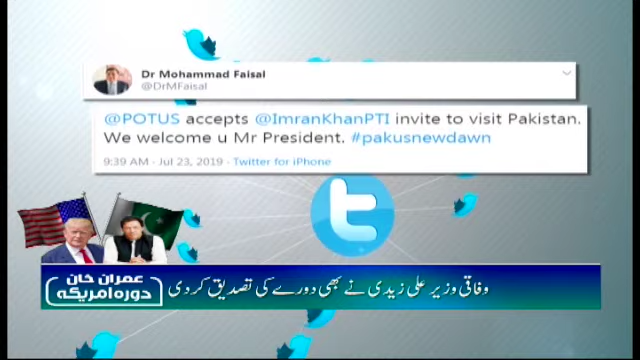 Dr Mohammad Faisal
@DrMFaisal
@POTUS accepts @ImranKhanPTI invite to visit Pakistan.
We welcome u Mr President. #pakusnewdawn
9:39 AM - Jul 23, 2019 - Twitter for iPhone
عمران خان
دورہ امریکہ
وفاقی وزیر علی زیدی نے بھی دورے کی تصدیق کر دی